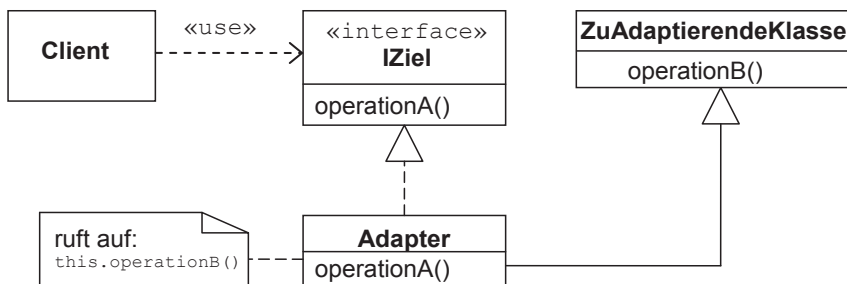 Client
«use»
«interface»
IZiel
operationA()
ZuAdaptierendeKlasse
operationB()
ruft auf:
this.operationB()
Adapter
operationA()